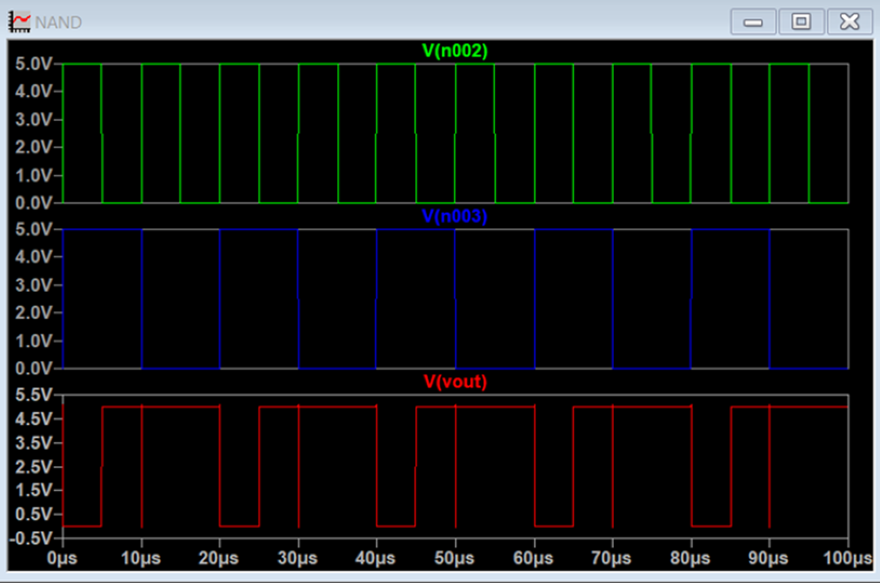 NAND
V(n002)
5.0V
4.0V
3.0V
2.0V
1.0V
0.0V
V(n003)
5.0V
4.0V
3.0V
2.0V
1.0V
0.0V
V(vout)
5.5V
4.5V
3.5V
2.5V
1.5V
0.5V
-0.5V
0µs 10µs 20µs 30µs 40µs 50µs 60µs 70µs 80µs 90µs 100µs